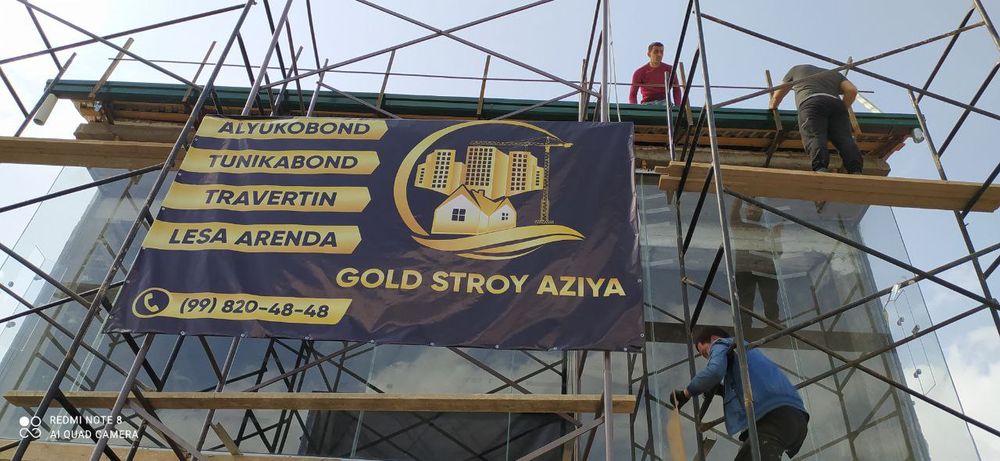 ALYUKOBOND
TUNIKABOND
TRAVERTIN
LESA ARENDA
GOLD STROY AZIYA
(99) 820-48-48
REDMI NOTE 8
AI QUAD CAMERA